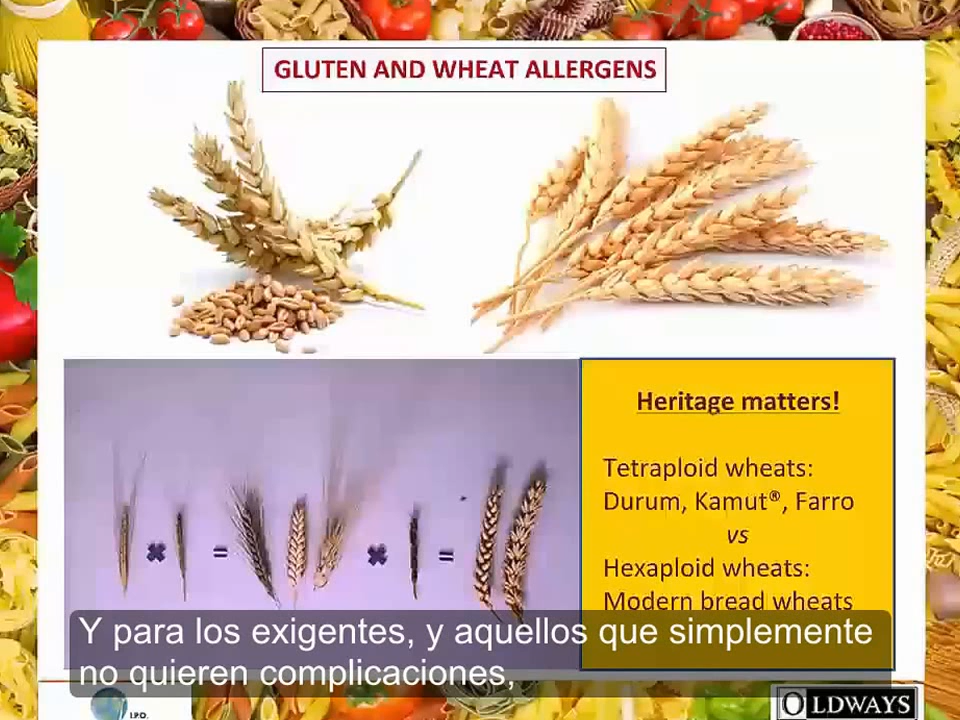 GLUTEN AND WHEAT ALLERGENS
Heritage matters!
Tetraploid wheats:
Durum, Kamut®, Farro
vs
Hexaploid wheats:
Modern bread wheats
× = × =
Y para los exigentes, y aquellos que simplemente
no quieren complicaciones,
I.P.O.
OLDWAYS